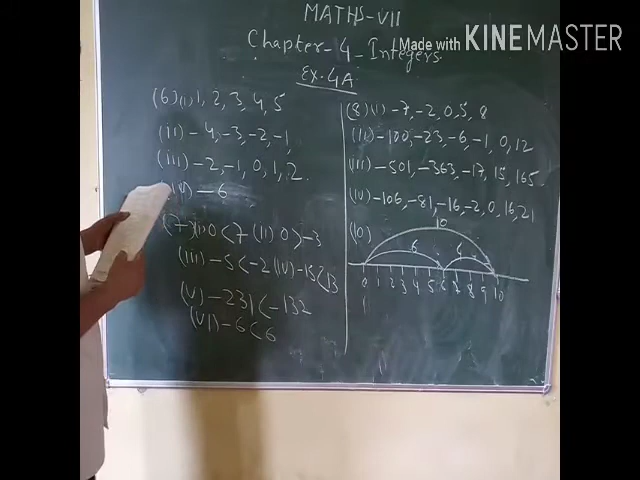 MATHS-VII
Chapter-4-Integers
Made with KINEMASTER
Ex-4A
(6)(i) 1, 2, 3, 4, 5
(ii) -4, -3, -2, -1,
(iii) -2, -1, 0, 1, 2.
(iv) -6
(7)(i) 0 < 7 (ii) 0 > -3
(iii) -5 < -2 (iv) -15 < 13
(v) -231 < -132
(vi) -6 < 6
(8)(i) -7, -2, 0, 5, 8
(ii) -100, -23, -6, -1, 0, 12
(iii) -501, -363, -17, 15, 165
(iv) -106, -81, -16, -2, 0, 16, 21
(10)
10
6
0 1 2 3 4 5 6 7 8 9 10